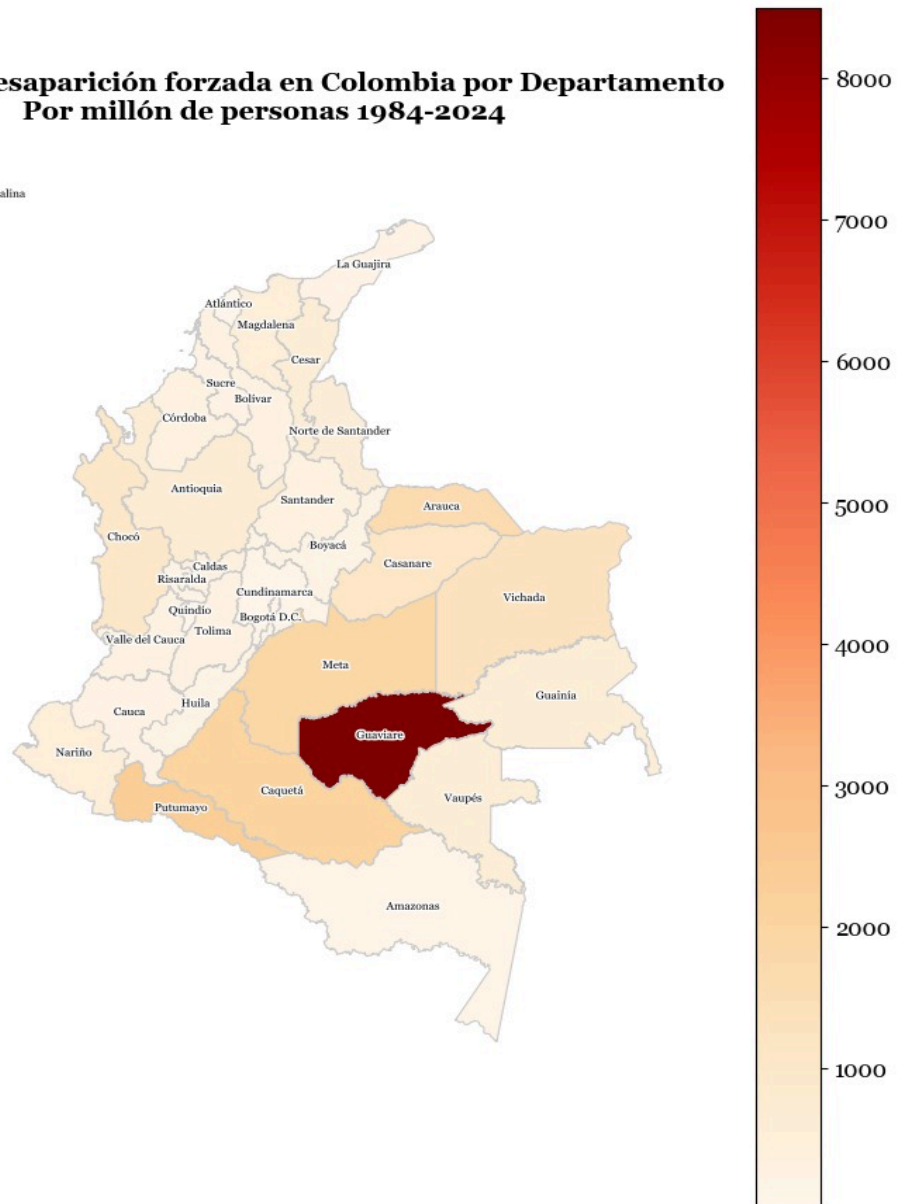 esaparición forzada en Colombia por Departamento
Por millón de personas 1984-2024
alina
8000
7000
6000
5000
4000
3000
2000
1000
La Guajira
Atlántico
Magdalena
Cesar
Sucre
Bolívar
Córdoba
Norte de Santander
Antioquia
Santander
Arauca
Chocó
Boyacá
Casanare
Caldas
Risaralda
Cundinamarca
Vichada
Quindío
Bogotá D.C.
Tolima
Valle del Cauca
Meta
Guainía
Huila
Cauca
Guaviare
Nariño
Caquetá
Vaupés
Putumayo
Amazonas